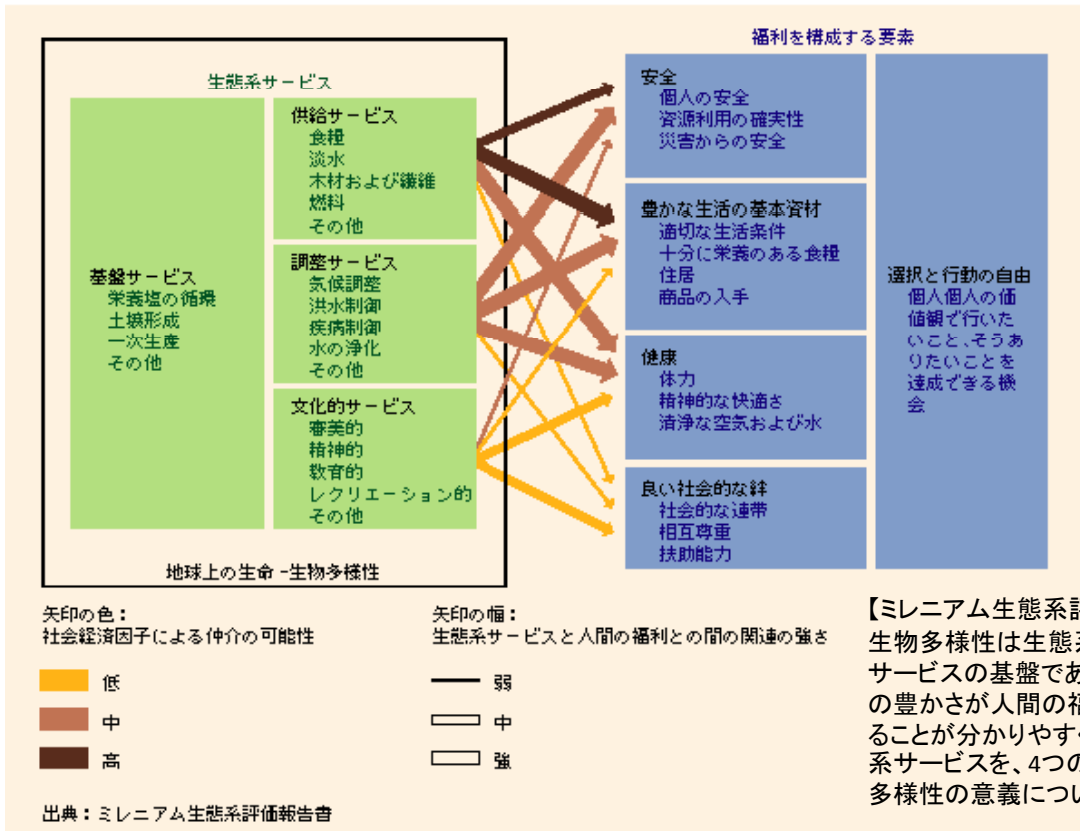 福利を構成する要素
生態系サービス
基盤サービス
栄養塩の循環
土壌形成
一次生産
その他
供給サービス
食糧
淡水
木材および繊維
燃料
その他
調整サービス
気候調整
洪水制御
疾病制御
水の浄化
その他
文化的サービス
審美的
精神的
教育的
レクリエーション的
その他
地球上の生命 -生物多様性
安全
個人の安全
資源利用の確実性
災害からの安全
豊かな生活の基本資材
適切な生活条件
十分に栄養のある食糧
住居
商品の入手
健康
体力
精神的な快適さ
清浄な空気および水
良い社会的な絆
社会的な連帯
相互尊重
扶助能力
選択と行動の自由
個人個人の価
値観で行いた
いこと、そうあ
りたいことを
達成できる機
会
矢印の色：
社会経済因子による仲介の可能性
低
中
高
矢印の幅：
生態系サービスと人間の福利との間の関連の強さ
弱
中
強
出典：ミレニアム生態系評価報告書
【ミレニアム生態系評
生物多様性は生態系
サービスの基盤であ
の豊かさが人間の福
ることが分かりやす
系サービスを、4つの
多様性の意義につい